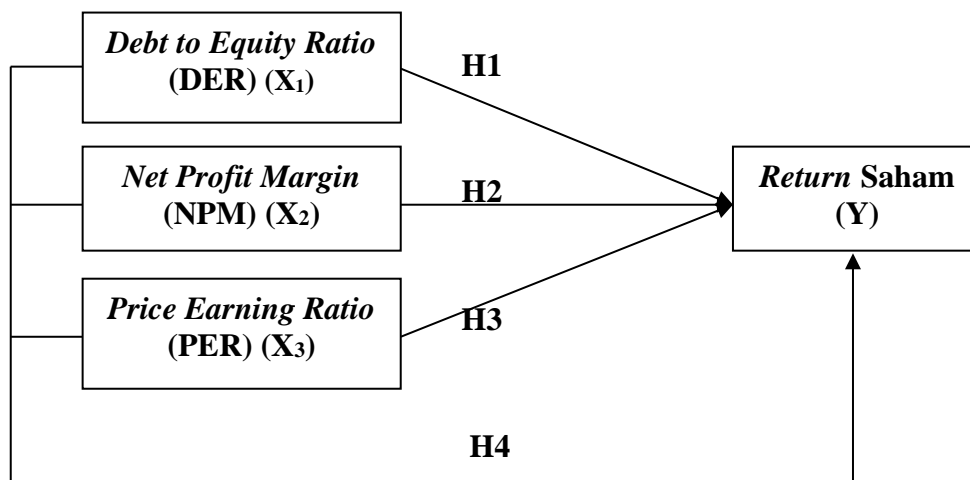 Debt to Equity Ratio
(DER) (X₁)
H1
Net Profit Margin
(NPM) (X₂)
H2
Return Saham
(Y)
Price Earning Ratio
(PER) (X₃)
H3
H4